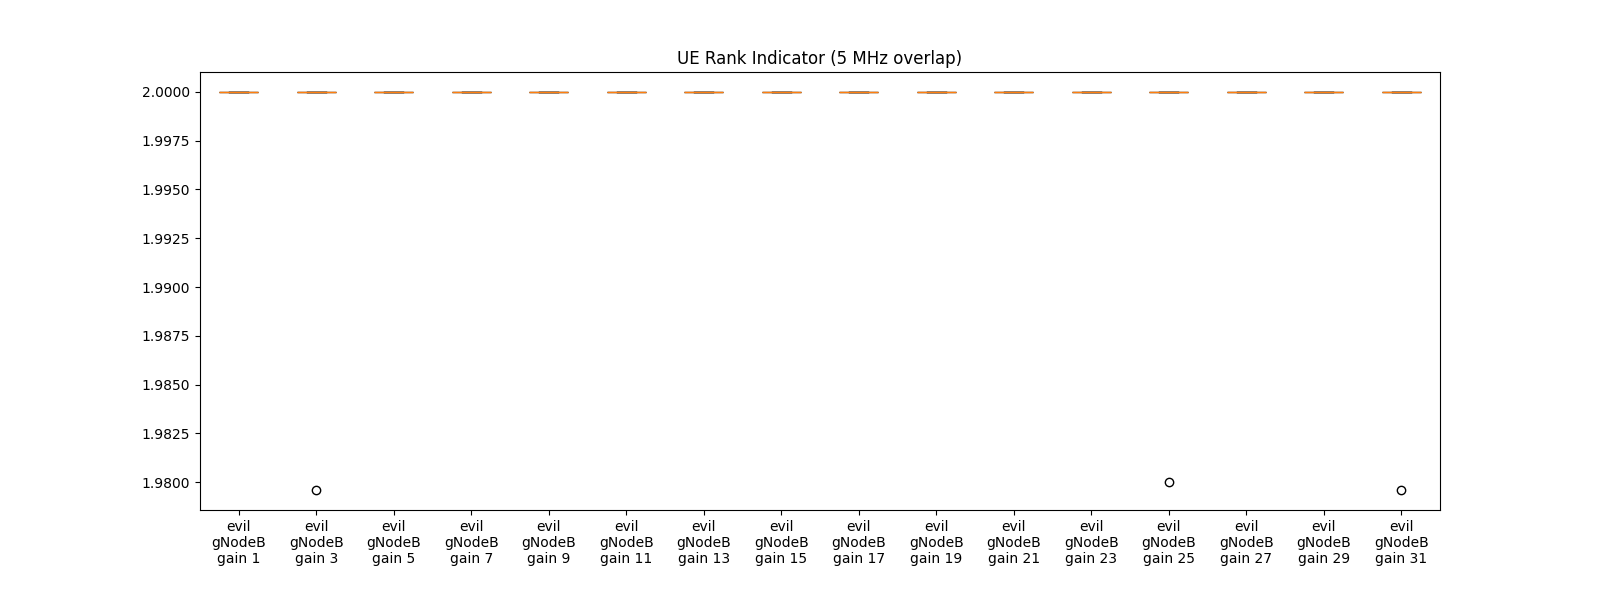 UE Rank Indicator (5 MHz overlap)
2.0000
1.9975
1.9950
1.9925
1.9900
1.9875
1.9850
1.9825
1.9800
evil
gNodeB
gain 1
evil
gNodeB
gain 3
evil
gNodeB
gain 5
evil
gNodeB
gain 7
evil
gNodeB
gain 9
evil
gNodeB
gain 11
evil
gNodeB
gain 13
evil
gNodeB
gain 15
evil
gNodeB
gain 17
evil
gNodeB
gain 19
evil
gNodeB
gain 21
evil
gNodeB
gain 23
evil
gNodeB
gain 25
evil
gNodeB
gain 27
evil
gNodeB
gain 29
evil
gNodeB
gain 31